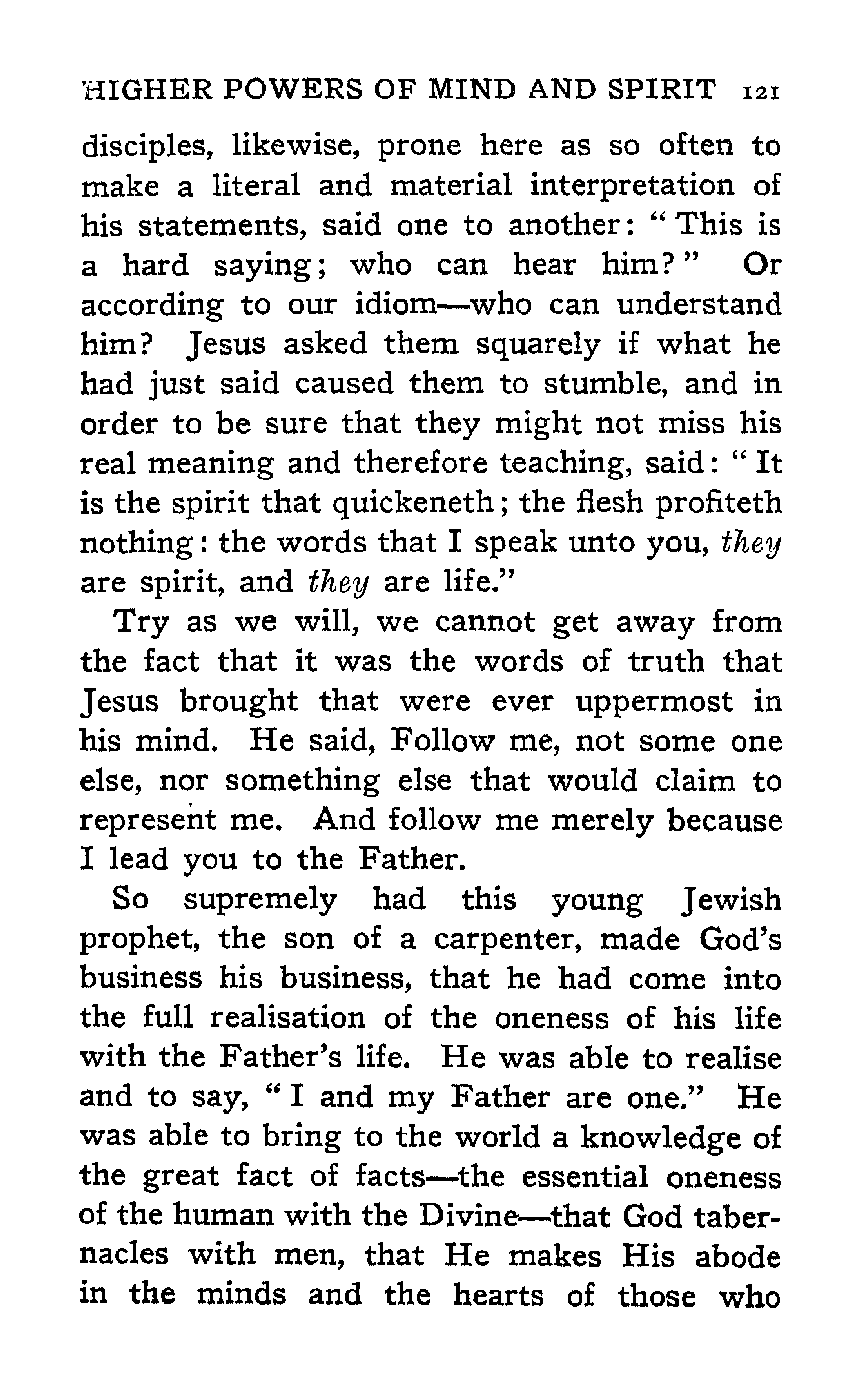 HIGHER POWERS OF MIND AND SPIRIT 121
disciples, likewise, prone here as so often to
make a literal and material interpretation of
his statements, said one to another: “ This is
a hard saying; who can hear him? ” Or
according to our idiom—who can understand
him? Jesus asked them squarely if what he
had just said caused them to stumble, and in
order to be sure that they might not miss his
real meaning and therefore teaching, said: “ It
is the spirit that quickeneth; the flesh profiteth
nothing: the words that I speak unto you, they
are spirit, and they are life.”
Try as we will, we cannot get away from
the fact that it was the words of truth that
Jesus brought that were ever uppermost in
his mind. He said, Follow me, not some one
else, nor something else that would claim to
represent me. And follow me merely because
I lead you to the Father.
So supremely had this young Jewish
prophet, the son of a carpenter, made God’s
business his business, that he had come into
the full realisation of the oneness of his life
with the Father’s life. He was able to realise
and to say, “ I and my Father are one.” He
was able to bring to the world a knowledge of
the great fact of facts—the essential oneness
of the human with the Divine—that God taber-
nacles with men, that He makes His abode
in the minds and the hearts of those who